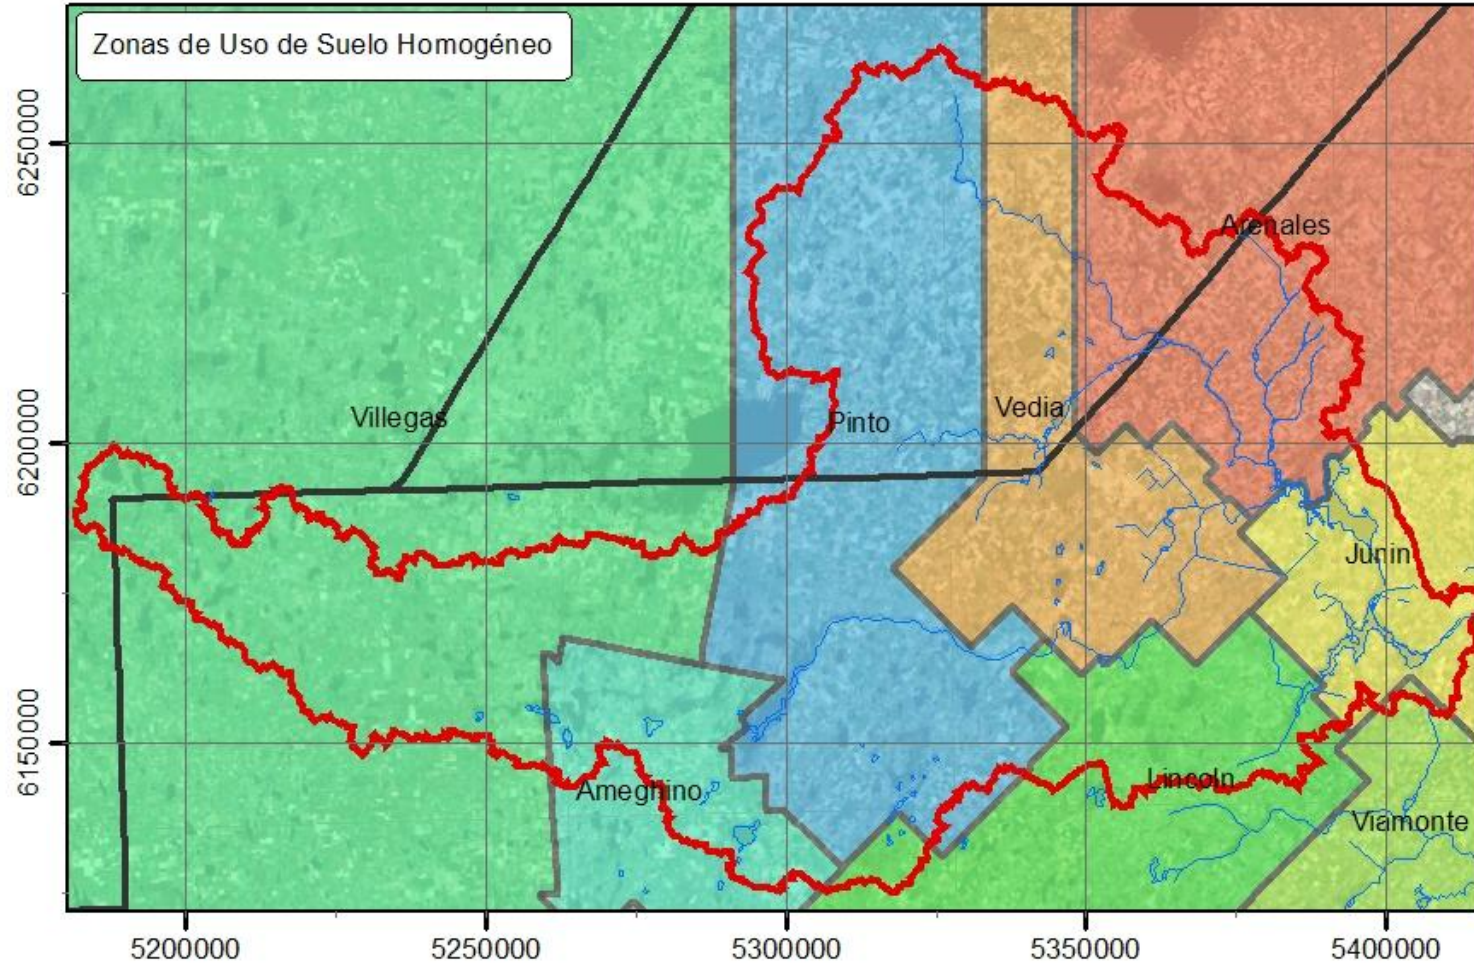 Zonas de Uso de Suelo Homogéneo
6250000
Arenales
Villegas
Pinto
Vedia
6200000
Junin
6150000
Ameghino
Lincoln
Viamonte
5200000
5250000
5300000
5350000
5400000